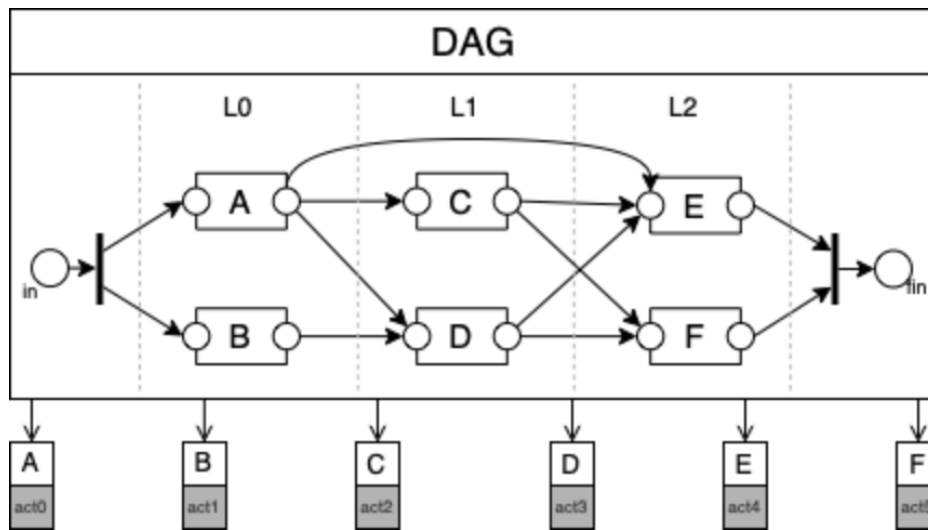 DAG
L0 L1 L2
A C E
in
fin
B D F
A B C D E F
act0 act1 act2 act3 act4